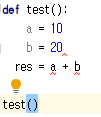 def test():
    a = 10
    b = 20
    res = a + b

test()